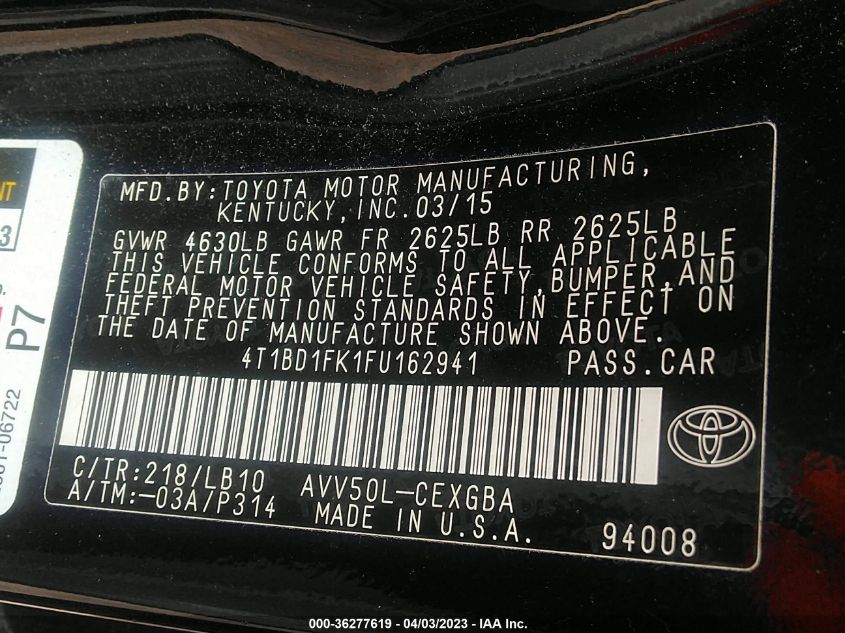 MFD.BY:TOYOTA MOTOR MANUFACTURING,
KENTUCKY,INC.03/15
GVWR 4630LB GAWR FR 2625LB RR 2625LB
THIS VEHICLE CONFORMS TO ALL APPLICABLE
FEDERAL MOTOR VEHICLE SAFETY,BUMPER,AND
THEFT PREVENTION STANDARDS IN EFFECT ON
THE DATE OF MANUFACTURE SHOWN ABOVE.
4T1BD1FK1FU162941 PASS.CAR
C/TR:218/LB10 AVV50L-CEXGBA
A/TM:-03A/P314 MADE IN U.S.A. 94008
P7
000-36277619 - 04/03/2023 - IAA Inc.